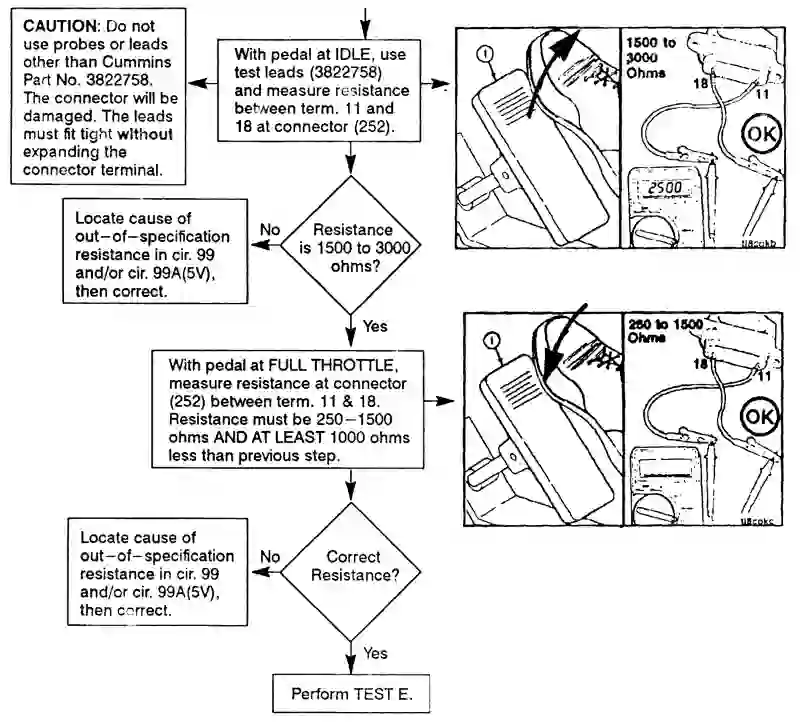 CAUTION: Do not
use probes or leads
other than Cummins
Part No. 3822758.
The connector will be
damaged. The leads
must fit tight without
expanding the
connector terminal.
With pedal at IDLE, use
test leads (3822758)
and measure resistance
between term. 11 and
18 at connector (252).
1
1500 to
3000
Ohms
18
11
OK
2500
Locate cause of
out-of-specification
resistance in cir. 99
and/or cir. 99A(5V),
then correct.
No
Resistance
is 1500 to 3000
ohms?
Yes
With pedal at FULL THROTTLE,
measure resistance at connector
(252) between term. 11 & 18.
Resistance must be 250-1500
ohms AND AT LEAST 1000 ohms
less than previous step.
1
250 to 1500
Ohms
18
11
OK
Locate cause of
out-of-specification
resistance in cir. 99
and/or cir. 99A(5V),
then correct.
No
Correct
Resistance?
Yes
Perform TEST E.